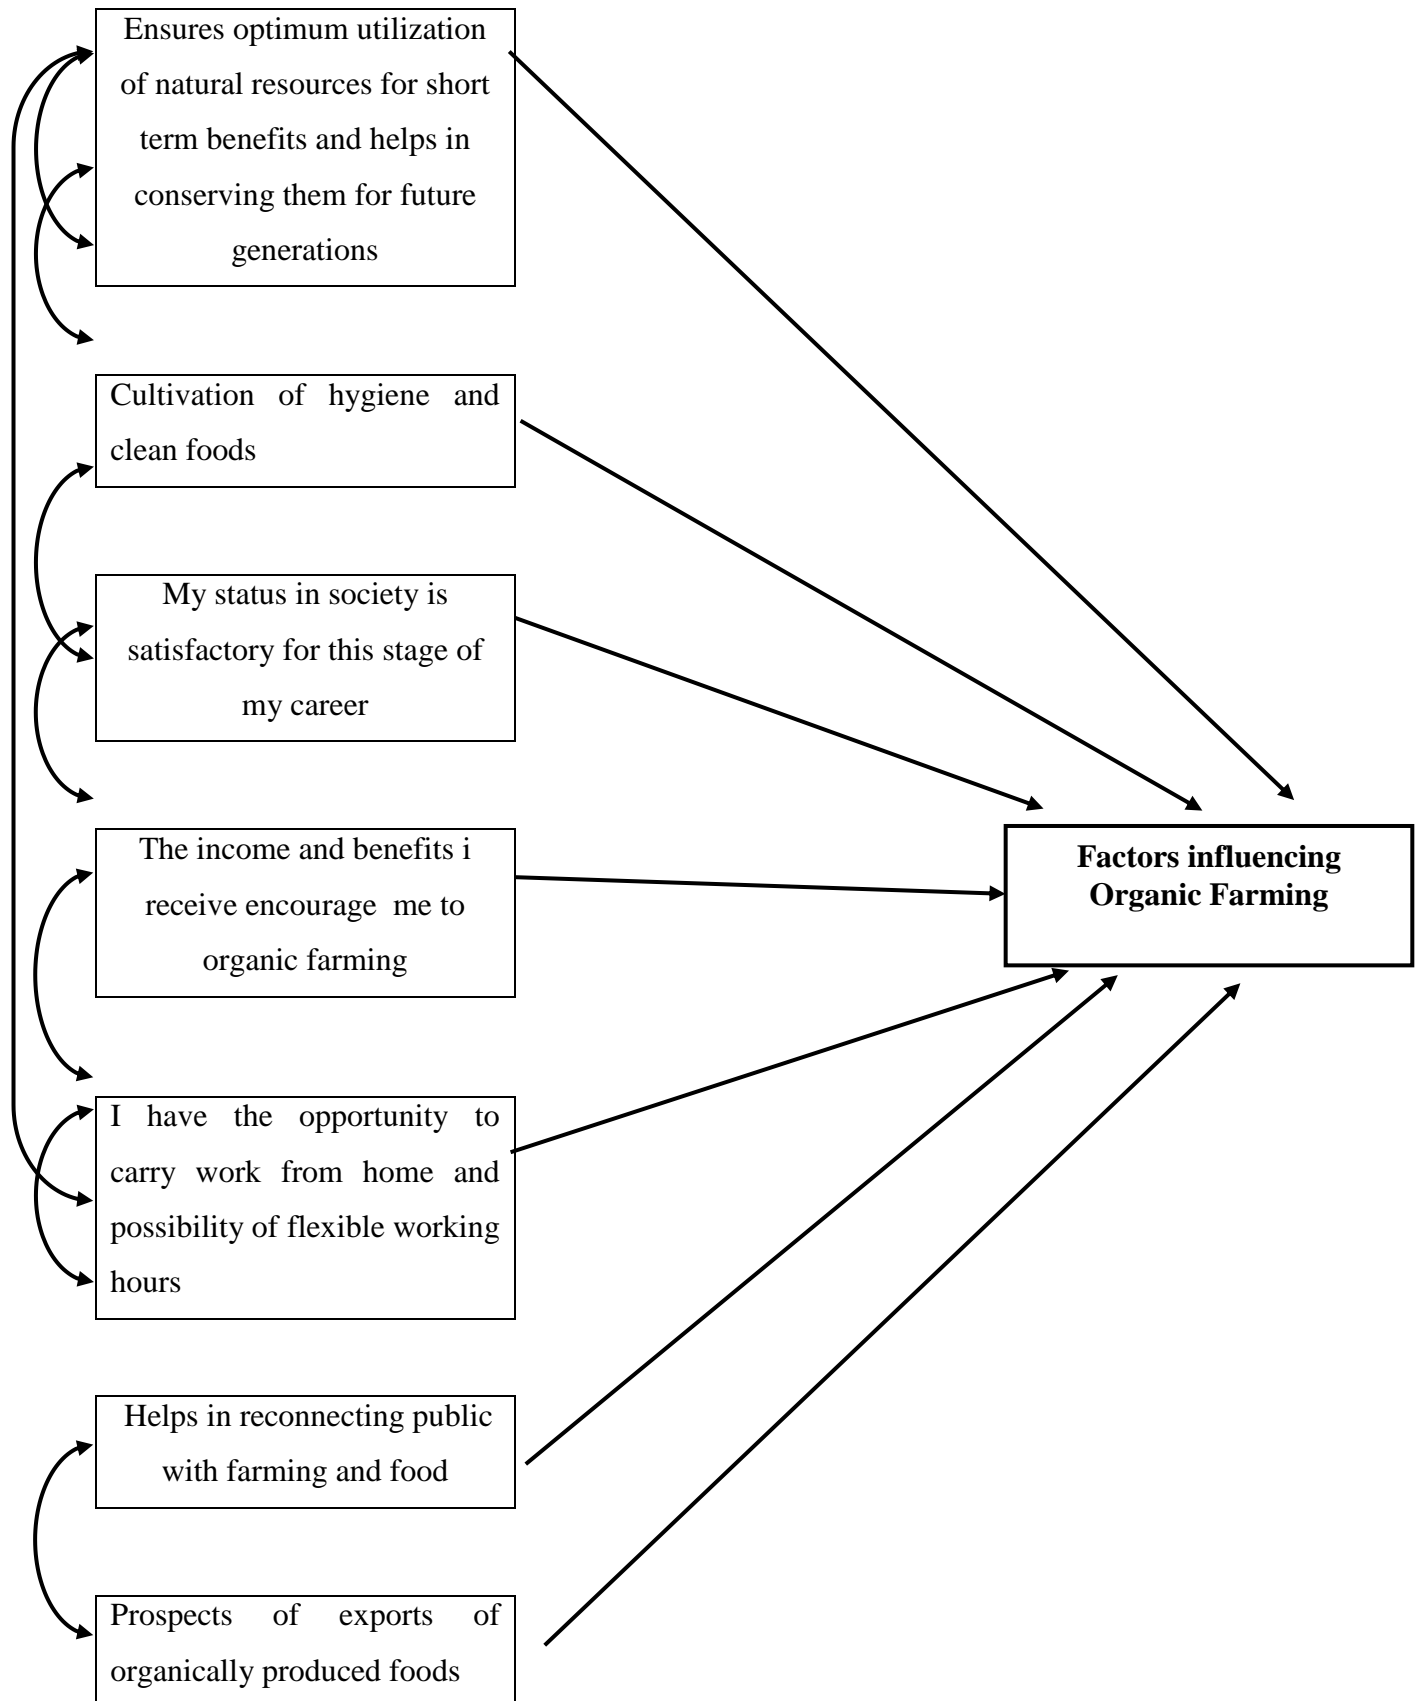 Ensures optimum utilization
of natural resources for short
term benefits and helps in
conserving them for future
generations
Cultivation of hygiene and
clean foods
My status in society is
satisfactory for this stage of
my career
The income and benefits i
receive encourage me to
organic farming
Factors influencing
Organic Farming
I have the opportunity to
carry work from home and
possibility of flexible working
hours
Helps in reconnecting public
with farming and food
Prospects of exports of
organically produced foods